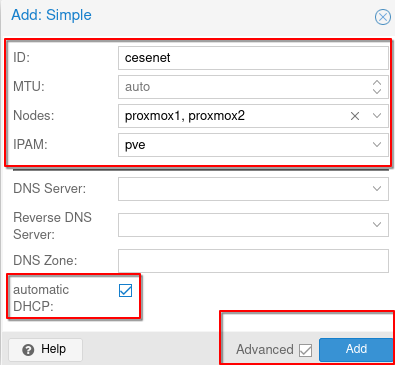 Add: Simple
ID: cesenet
MTU: auto
Nodes: proxmox1, proxmox2
IPAM: pve
DNS Server:
Reverse DNS
Server:
DNS Zone:
automatic
DHCP:
Help Advanced Add